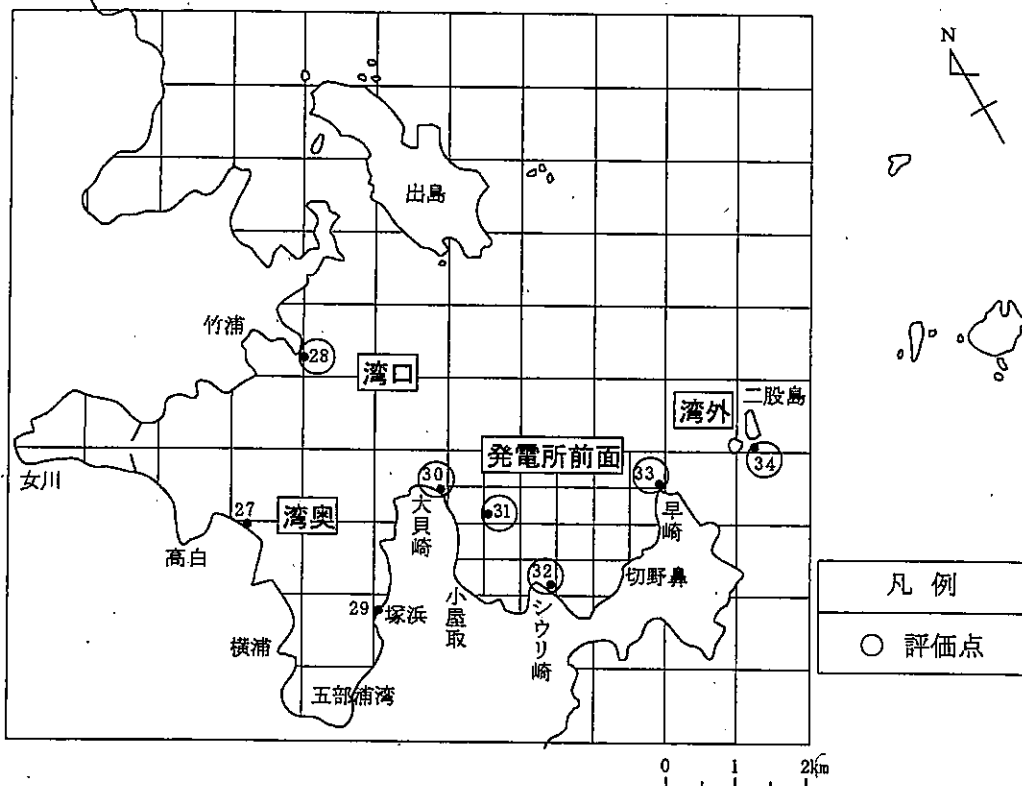 N
出島
竹浦
28
湾口
湾外
二股島
発電所前面
女川
30
33
34
大貝崎
31
早崎
27
湾奥
高白
32
切野鼻
29
塚浜
小屋取
シウリ崎
横浦
五部浦湾
凡例
○ 評価点
0 1 2km